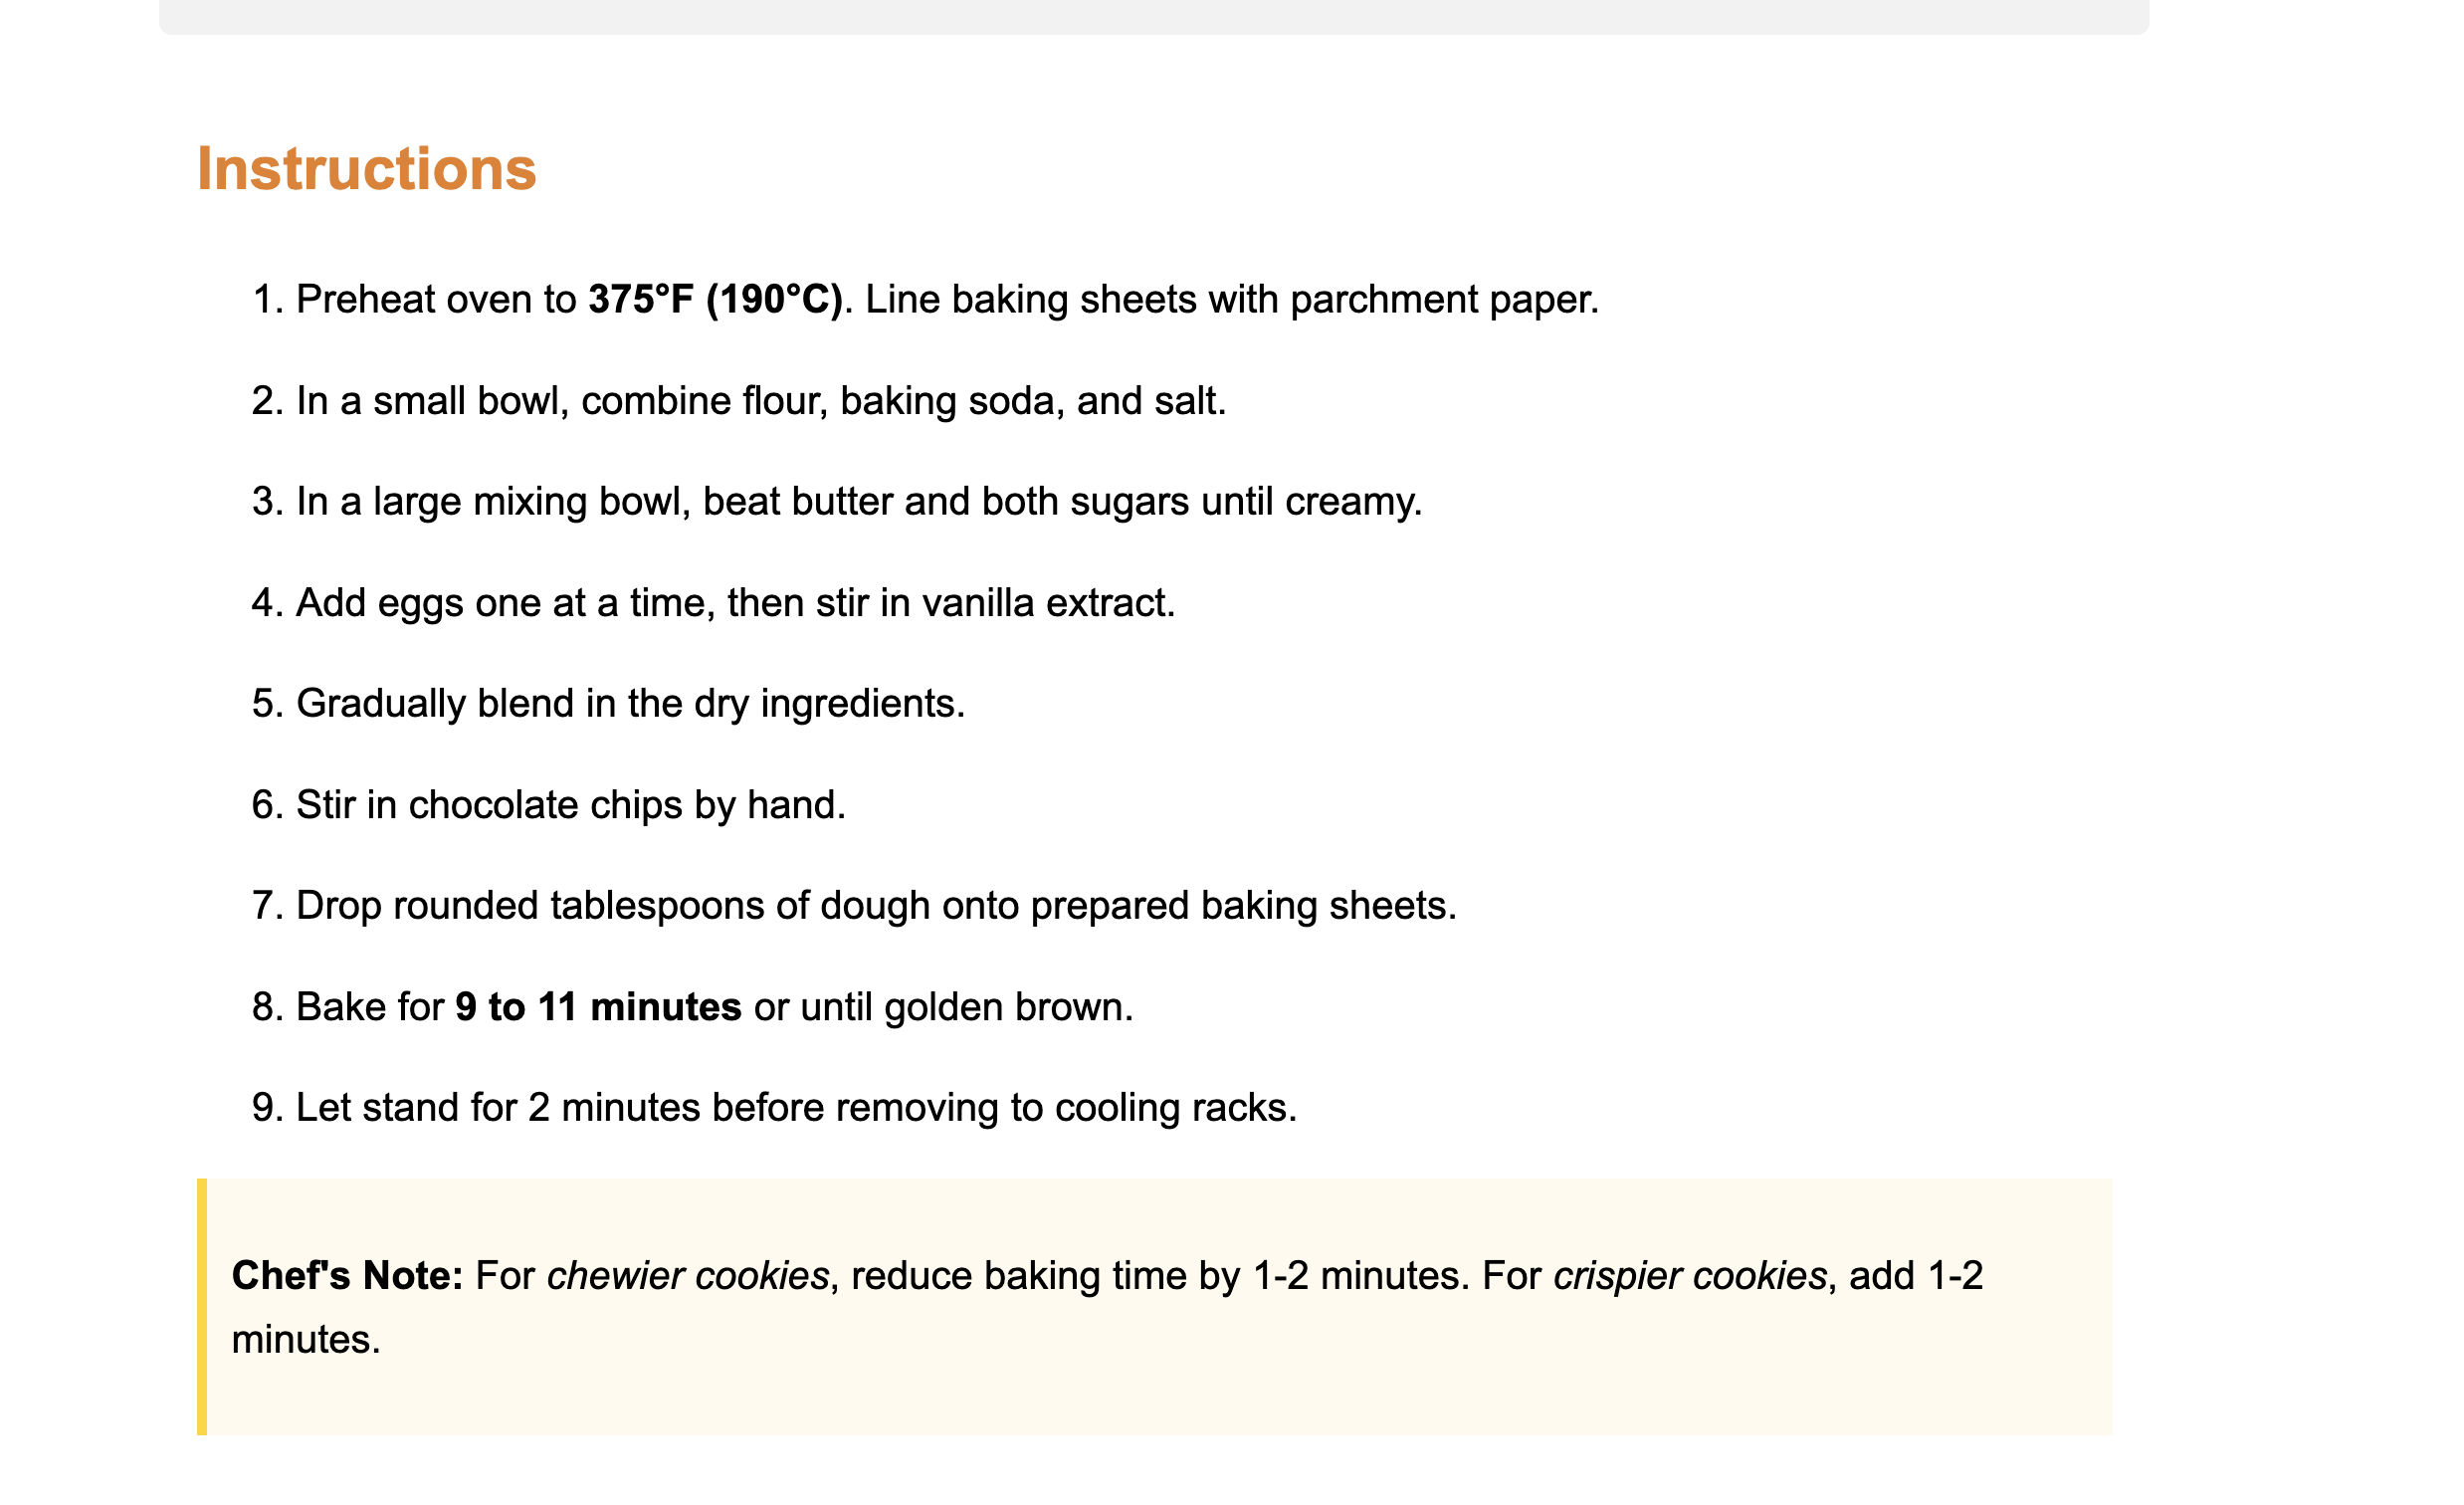 Instructions
1. Preheat oven to 375°F (190°C). Line baking sheets with parchment paper.
2. In a small bowl, combine flour, baking soda, and salt.
3. In a large mixing bowl, beat butter and both sugars until creamy.
4. Add eggs one at a time, then stir in vanilla extract.
5. Gradually blend in the dry ingredients.
6. Stir in chocolate chips by hand.
7. Drop rounded tablespoons of dough onto prepared baking sheets.
8. Bake for 9 to 11 minutes or until golden brown.
9. Let stand for 2 minutes before removing to cooling racks.
Chef's Note: For chewier cookies, reduce baking time by 1-2 minutes. For crispier cookies, add 1-2
minutes.